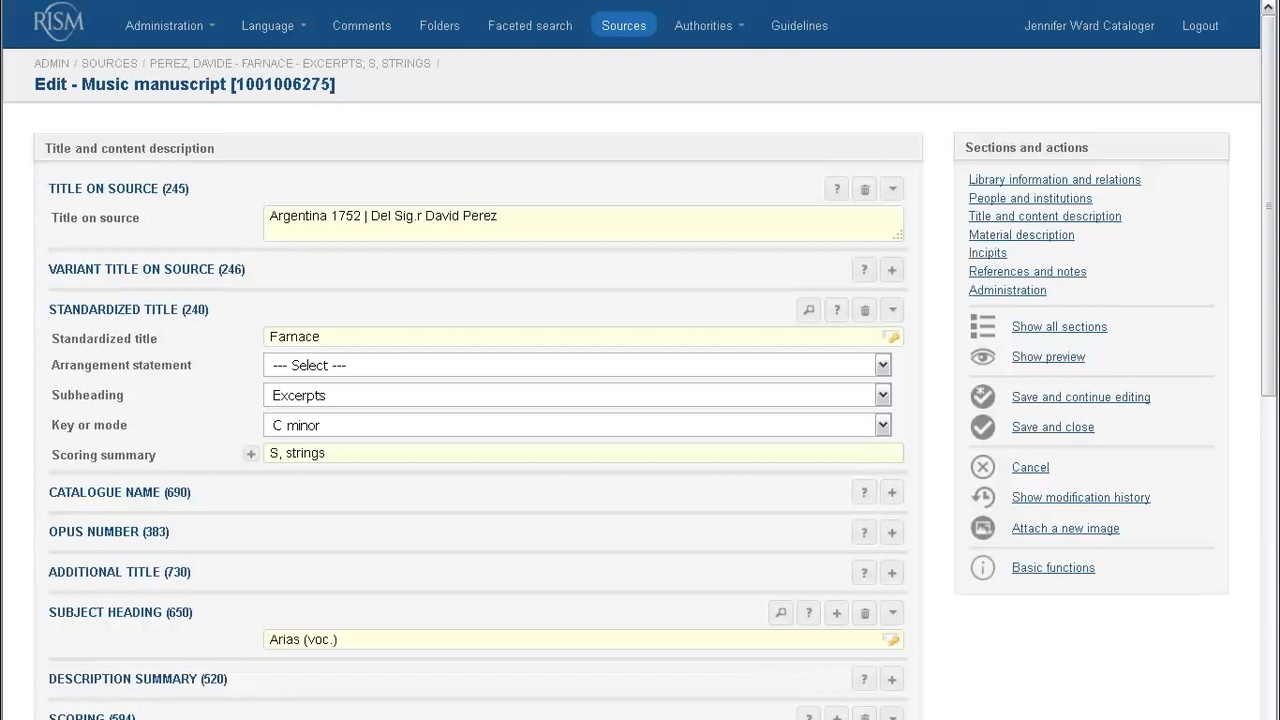 RISM Administration Language Comments Folders Faceted search Sources Authorities Guidelines Jennifer Ward Cataloger Logout
ADMIN / SOURCES / PEREZ, DAVIDE - FARNACE - EXCERPTS; S, STRINGS /
Edit - Music manuscript [1001006275]
Title and content description
TITLE ON SOURCE (245)
?
Title on source
Argentina 1752 | Del Sig.r David Perez
VARIANT TITLE ON SOURCE (246)
? +
STANDARDIZED TITLE (240)
?
Standardized title
Farnace
Arrangement statement
--- Select ---
Subheading
Excerpts
Key or mode
C minor
Scoring summary
+
S, strings
CATALOGUE NAME (690)
? +
OPUS NUMBER (383)
? +
ADDITIONAL TITLE (730)
? +
SUBJECT HEADING (650)
? +
Arias (voc.)
DESCRIPTION SUMMARY (520)
? +
SCORING (594)
? +
Sections and actions
Library information and relations
People and institutions
Title and content description
Material description
Incipits
References and notes
Administration
Show all sections
Show preview
Save and continue editing
Save and close
Cancel
Show modification history
Attach a new image
Basic functions